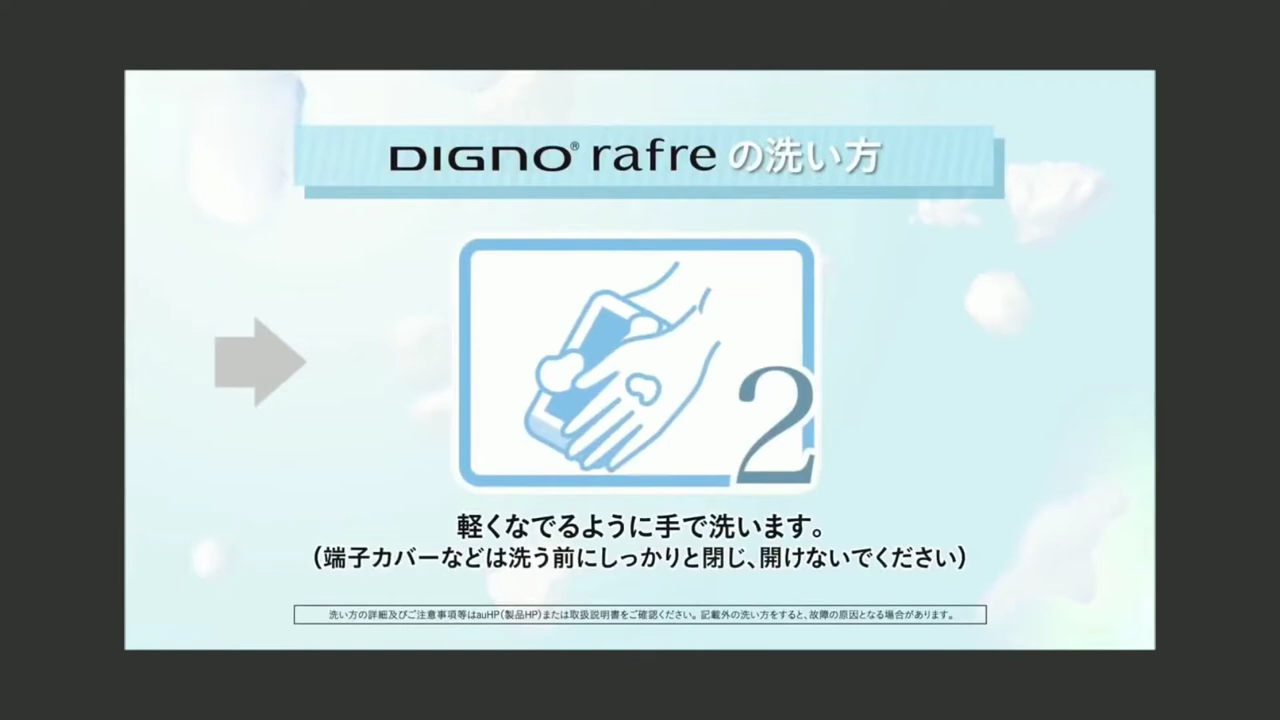 DIGNO® rafre の洗い方
2
軽くなでるように手で洗います。
（端子カバーなどは洗う前にしっかりと閉じ、開けないでください）
洗い方の詳細及びご注意事項等はauHP（製品HP）または取扱説明書をご確認ください。記載外の洗い方をすると、故障の原因となる場合があります。